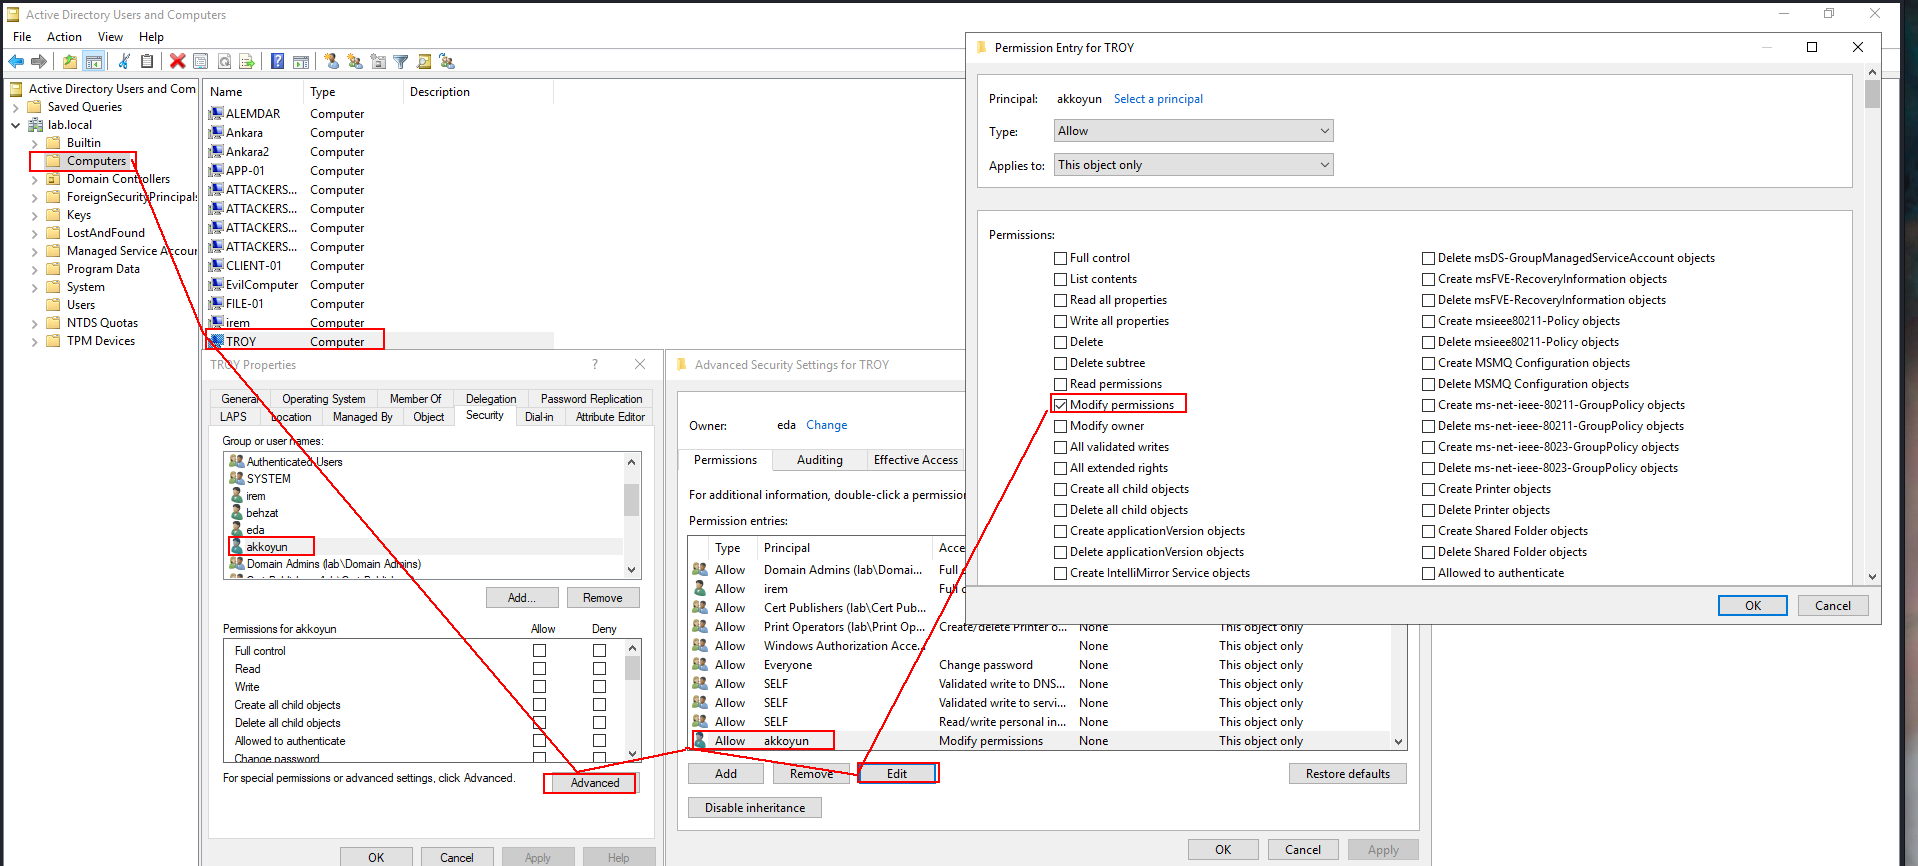 Active Directory Users and Computers
File Action View Help
Active Directory Users and Com
Saved Queries
lab.local
Builtin
Computers
Domain Controllers
ForeignSecurityPrincipals
Keys
LostAndFound
Managed Service Accour
Program Data
System
Users
NTDS Quotas
TPM Devices
Name Type Description
ALEMDAR Computer
Ankara Computer
Ankara2 Computer
APP-01 Computer
ATTACKERS... Computer
ATTACKERS... Computer
ATTACKERS... Computer
ATTACKERS... Computer
CLIENT-01 Computer
EvilComputer Computer
FILE-01 Computer
irem Computer
TROY Computer
TROY Properties ?
General Operating System Member Of Delegation Password Replication
LAPS Location Managed By Object Security Dial-in Attribute Editor
Group or user names:
Authenticated Users
SYSTEM
irem
behzat
eda
akkoyun
Domain Admins (lab\Domain Admins)
Add... Remove
Permissions for akkoyun Allow Deny
Full control
Read
Write
Create all child objects
Delete all child objects
Allowed to authenticate
Change password
For special permissions or advanced settings, click Advanced.
Advanced
OK Cancel Apply Help
Advanced Security Settings for TROY
Owner: eda Change
Permissions Auditing Effective Access
For additional information, double-click a permission
Permission entries:
Type Principal Acce
Allow Domain Admins (lab\Domai... Full c
Allow irem Full c
Allow Cert Publishers (lab\Cert Pub...
Allow Print Operators (lab\Print Op... Create/delete Printer o... None This object only
Allow Windows Authorization Acce... None This object only
Allow Everyone Change password None This object only
Allow SELF Validated write to DNS... None This object only
Allow SELF Validated write to servi... None This object only
Allow SELF Read/write personal in... None This object only
Allow akkoyun Modify permissions None This object only
Add Remove Edit Restore defaults
Disable inheritance
OK Cancel Apply
Permission Entry for TROY
Principal: akkoyun Select a principal
Type: Allow
Applies to: This object only
Permissions:
Full control
List contents
Read all properties
Write all properties
Delete
Delete subtree
Read permissions
Modify permissions
Modify owner
All validated writes
All extended rights
Create all child objects
Delete all child objects
Create applicationVersion objects
Delete applicationVersion objects
Create IntelliMirror Service objects
Delete msDS-GroupManagedServiceAccount objects
Create msFVE-RecoveryInformation objects
Delete msFVE-RecoveryInformation objects
Create msieee80211-Policy objects
Delete msieee80211-Policy objects
Create MSMQ Configuration objects
Delete MSMQ Configuration objects
Create ms-net-ieee-80211-GroupPolicy objects
Delete ms-net-ieee-80211-GroupPolicy objects
Create ms-net-ieee-8023-GroupPolicy objects
Delete ms-net-ieee-8023-GroupPolicy objects
Create Printer objects
Delete Printer objects
Create Shared Folder objects
Delete Shared Folder objects
Allowed to authenticate
OK Cancel